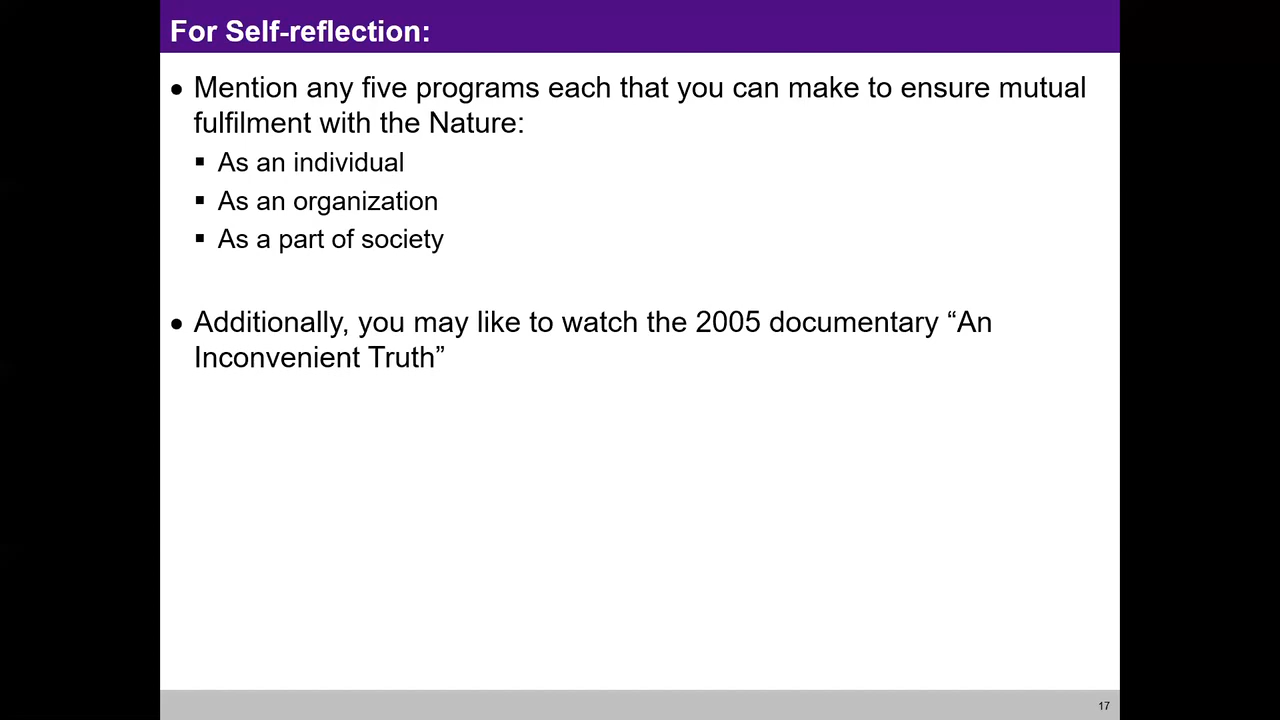 For Self-reflection:
• Mention any five programs each that you can make to ensure mutual
fulfilment with the Nature:
▪ As an individual
▪ As an organization
▪ As a part of society
• Additionally, you may like to watch the 2005 documentary “An
Inconvenient Truth”
17